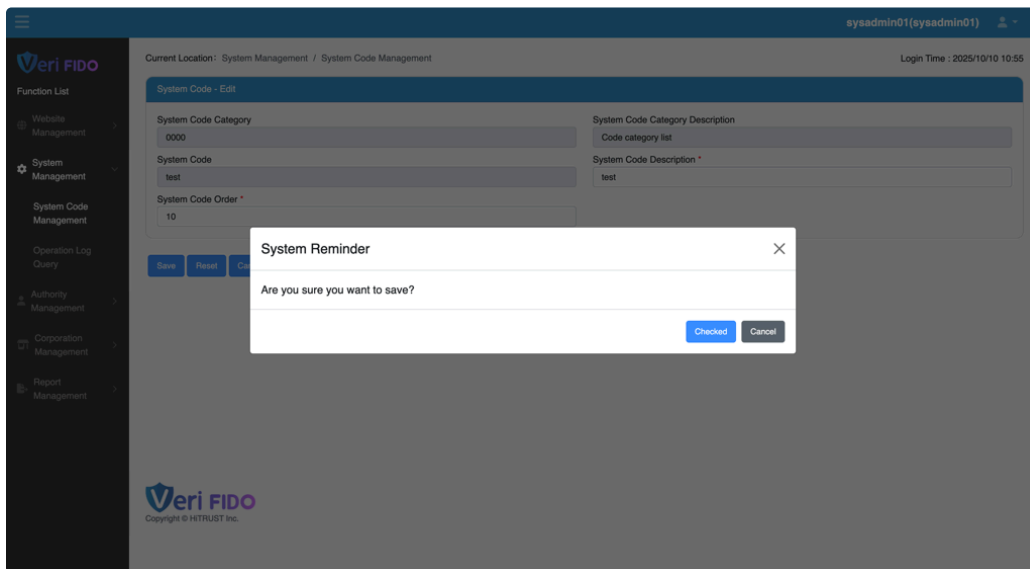 sysadmin01(sysadmin01)
Veri FIDO
Current Location: System Management / System Code Management
Login Time : 2025/10/10 10:55
Function List
Website
Management
System
Management
System Code
Management
Operation Log
Query
Authority
Management
Corporation
Management
Report
Management
System Code - Edit
System Code Category
System Code Category Description
0000
Code category list
System Code
System Code Description *
test
test
System Code Order *
10
Save Reset
System Reminder
Are you sure you want to save?
Checked Cancel
Veri FIDO
Copyright © HiTRUST Inc.